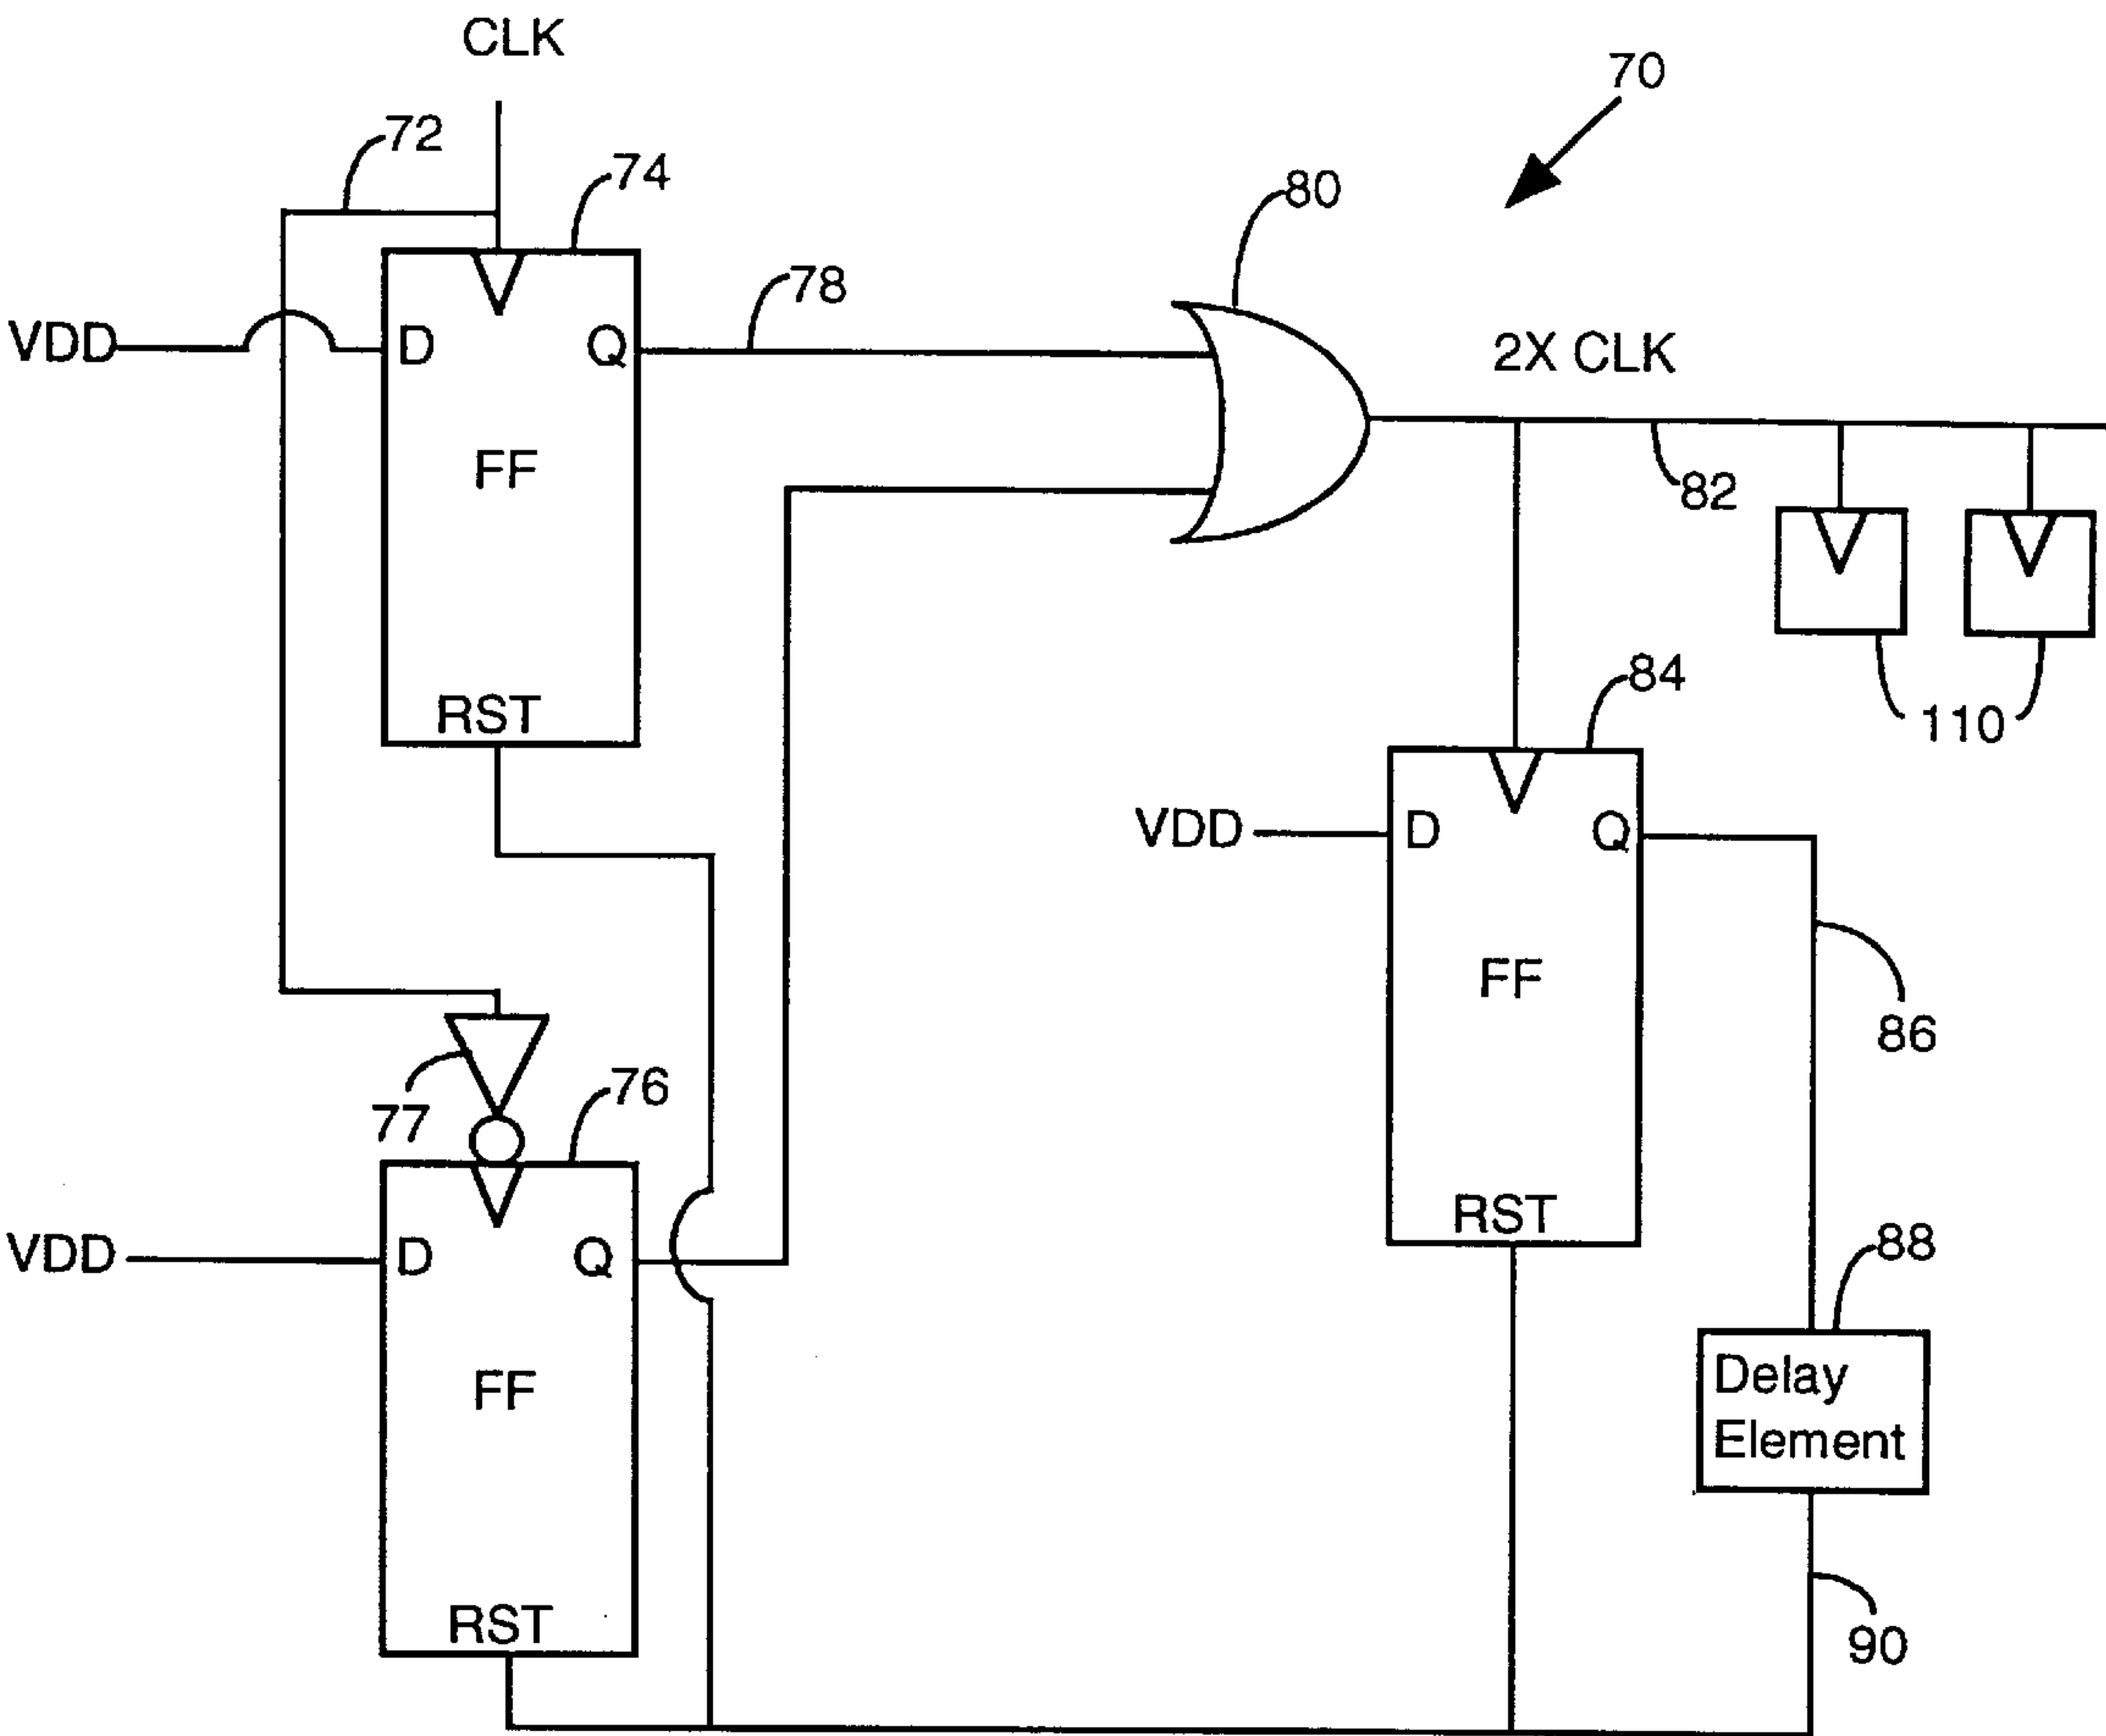 CLK
70
72
74
80
78
VDD
D
Q
2X CLK
FF
82
RST
84
110
VDD
D
Q
FF
86
77
76
RST
88
VDD
D
Q
Delay
Element
FF
RST
90